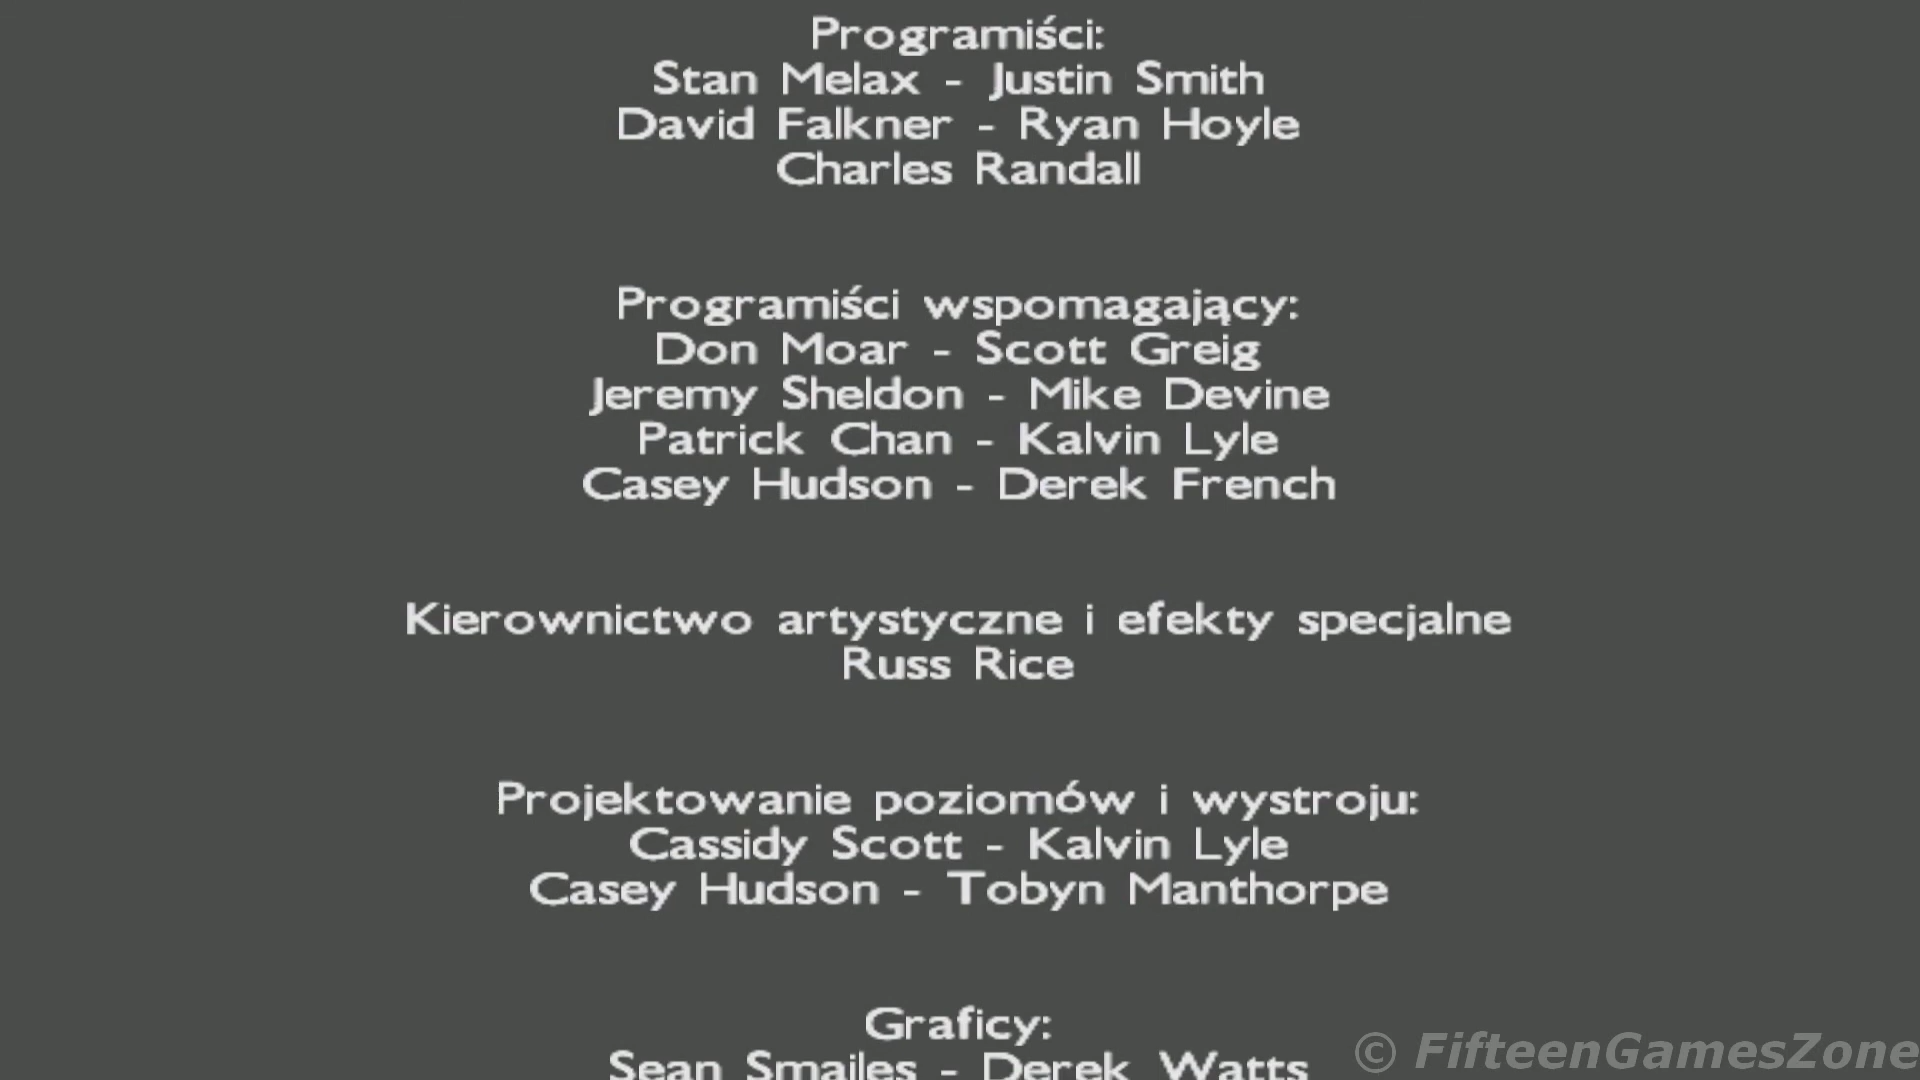 Programiści:
Stan Melax - Justin Smith
David Falkner - Ryan Hoyle
Charles Randall
Programiści wspomagający:
Don Moar - Scott Greig
Jeremy Sheldon - Mike Devine
Patrick Chan - Kalvin Lyle
Casey Hudson - Derek French
Kierownictwo artystyczne i efekty specjalne
Russ Rice
Projektowanie poziomów i wystroju:
Cassidy Scott - Kalvin Lyle
Casey Hudson - Tobyn Manthorpe
Graficy:
Sean Smailes - Derek Watts
© FifteenGamesZone